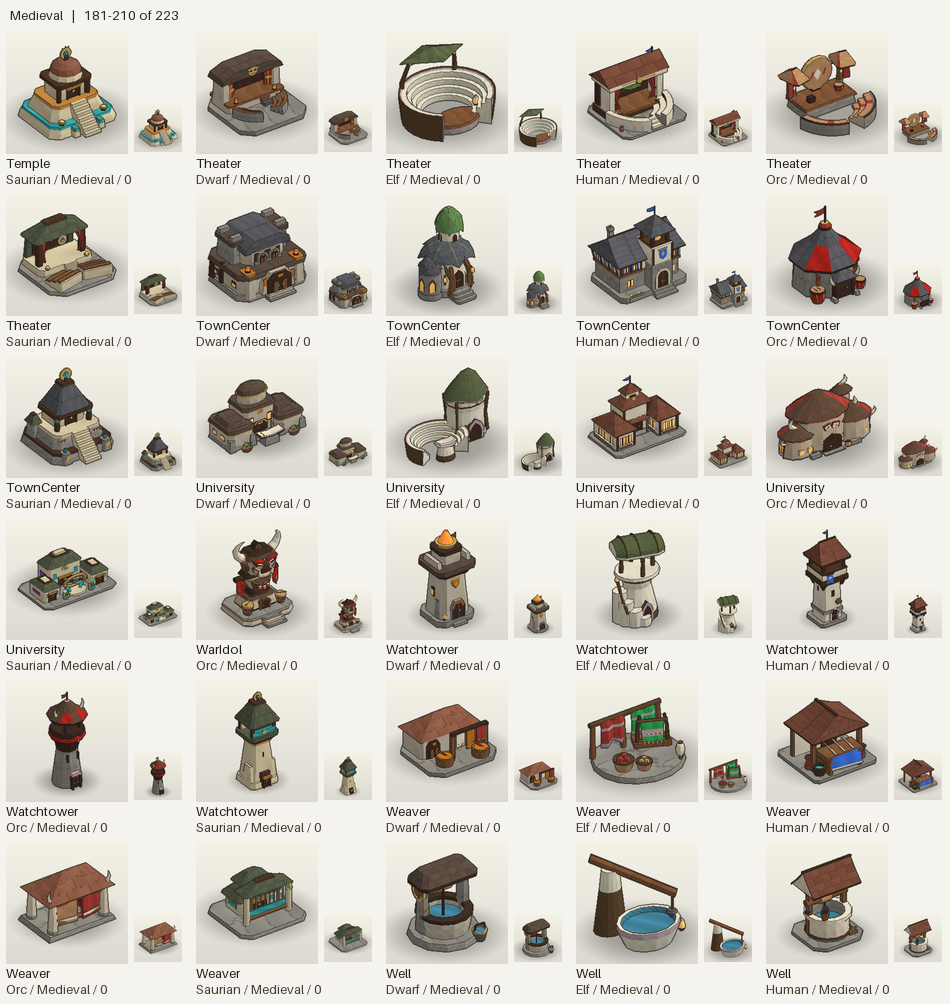 Medieval | 181-210 of 223
Temple
Saurian / Medieval / 0
Theater
Dwarf / Medieval / 0
Theater
Elf / Medieval / 0
Theater
Human / Medieval / 0
Theater
Orc / Medieval / 0
Theater
Saurian / Medieval / 0
TownCenter
Dwarf / Medieval / 0
TownCenter
Elf / Medieval / 0
TownCenter
Human / Medieval / 0
TownCenter
Orc / Medieval / 0
TownCenter
Saurian / Medieval / 0
University
Dwarf / Medieval / 0
University
Elf / Medieval / 0
University
Human / Medieval / 0
University
Orc / Medieval / 0
University
Saurian / Medieval / 0
WarIdol
Orc / Medieval / 0
Watchtower
Dwarf / Medieval / 0
Watchtower
Elf / Medieval / 0
Watchtower
Human / Medieval / 0
Watchtower
Orc / Medieval / 0
Watchtower
Saurian / Medieval / 0
Weaver
Dwarf / Medieval / 0
Weaver
Elf / Medieval / 0
Weaver
Human / Medieval / 0
Weaver
Orc / Medieval / 0
Weaver
Saurian / Medieval / 0
Well
Dwarf / Medieval / 0
Well
Elf / Medieval / 0
Well
Human / Medieval / 0